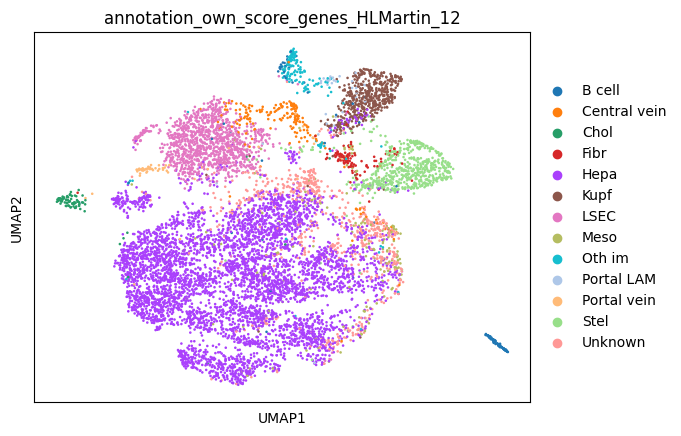 annotation_own_score_genes_HLMartin_12
UMAP2
UMAP1
B cell
Central vein
Chol
Fibr
Hepa
Kupf
LSEC
Meso
Oth im
Portal LAM
Portal vein
Stel
Unknown